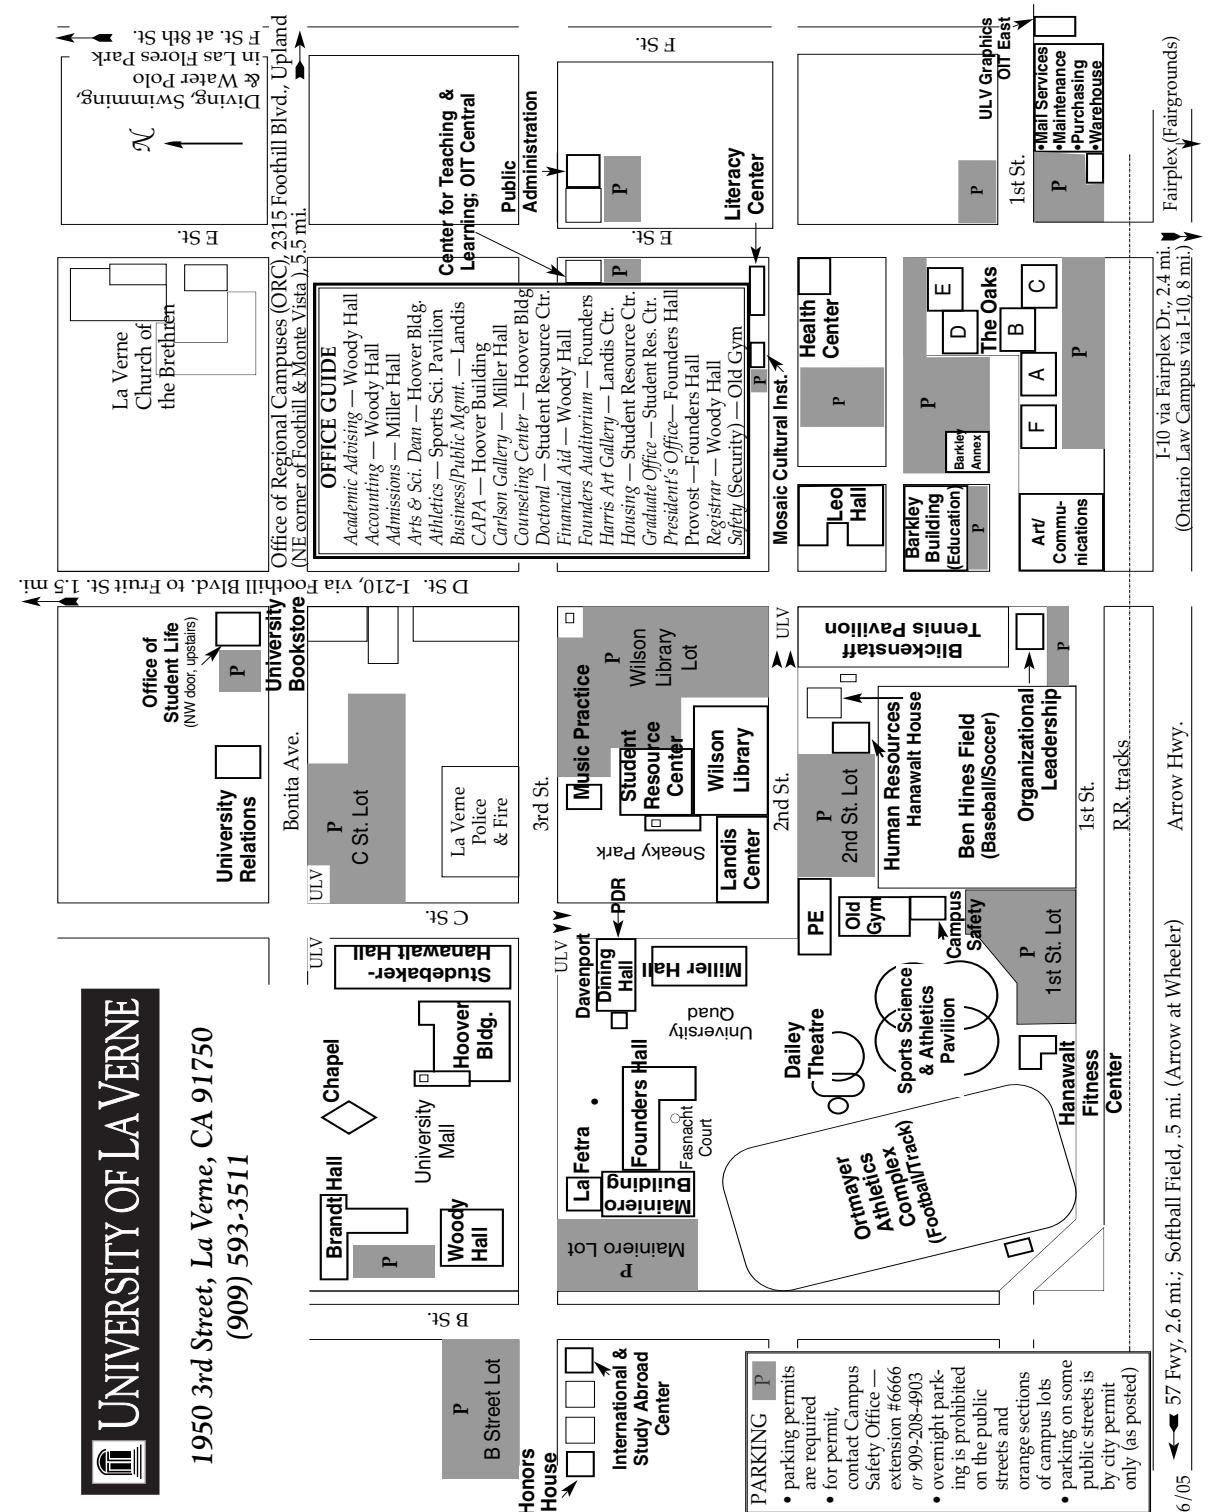 UNIVERSITY OF LA VERNE
1950 3rd Street, La Verne, CA 91750
(909) 593-3511
Office of
Student Life
(NW door, upstairs)
P
University
Bookstore
University
Relations
Bonita Ave.
D St. I-210, via Foothill Blvd. to Fruit St. 1.5 mi.
La Verne
Church of
the Brethren
E St.
N
Diving, Swimming,
& Water Polo
in Las Flores Park
F St. at 8th St.
Office of Regional Campuses (ORC), 2315 Foothill Blvd., Upland
(NE corner of Foothill & Monte Vista), 5.5 mi.
OFFICE GUIDE
Academic Advising — Woody Hall
Accounting — Woody Hall
Admissions — Miller Hall
Arts & Sci. Dean — Hoover Bldg.
Athletics — Sports Sci. Pavilion
Business/Public Mgmt. — Landis
CAPA — Hoover Building
Carlson Gallery — Miller Hall
Counseling Center — Hoover Bldg
Doctoral — Student Resource Ctr.
Financial Aid — Woody Hall
Founders Auditorium — Founders
Harris Art Gallery — Landis Ctr.
Housing — Student Resource Ctr.
Graduate Office — Student Res. Ctr.
President's Office— Founders Hall
Provost —Founders Hall
Registrar — Woody Hall
Safety (Security) — Old Gym
B St.
P
B Street Lot
Brandt Hall
P
Woody
Hall
Chapel
University
Mall
Hoover
Bldg.
Studebaker-
Hanawalt Hall
ULV
C St.
ULV
P
C St. Lot
La Verne
Police
& Fire
Center for Teaching &
Learning; OIT Central
Public
Administration
P
P
E St.
F St.
3rd St.
Honors
House
International &
Study Abroad
Center
P
Mainiero Lot
La Fetra
Mainiero
Building
Founders Hall
Fasnacht
Court
University
Quad
Davenport
Dining
Hall
PDR
Miller Hall
ULV
Sneaky Park
Music Practice
Student
Resource
Center
P
Wilson
Library
Lot
Wilson
Library
Landis
Center
2nd St.
ULV
Literacy
Center
P
Mosaic Cultural Inst.
Health
Center
P
Leo
Hall
Blickenstaff
Tennis Pavilion
P
2nd St. Lot
Human Resources
Hanawalt House
Ben Hines Field
(Baseball/Soccer)
Organizational
Leadership
P
PE
Old
Gym
Campus
Safety
P
1st St. Lot
Dailey
Theatre
Sports Science
& Athletics
Pavilion
Hanawalt
Fitness
Center
Ortmayer
Athletics
Complex
(Football/Track)
Barkley
Building
(Education)
P
Barkley
Annex
P
The Oaks
A
B
C
D
E
F
P
Art/
Commu-
nications
P
1st St.
P
ULV Graphics
OIT East
•Mail Services
•Maintenance
•Purchasing
•Warehouse
1st St.
R.R. tracks
Arrow Hwy.
Fairplex (Fairgrounds)
I-10 via Fairplex Dr., 2.4 mi.
(Ontario Law Campus via I-10, 8 mi.)
57 Fwy, 2.6 mi.; Softball Field, .5 mi. (Arrow at Wheeler)
PARKING P
• parking permits
are required
• for permit,
contact Campus
Safety Office —
extension #6666
or 909-208-4903
• overnight park-
ing is prohibited
on the public
streets and
orange sections
of campus lots
• parking on some
public streets is
by city permit
only (as posted)
6/05